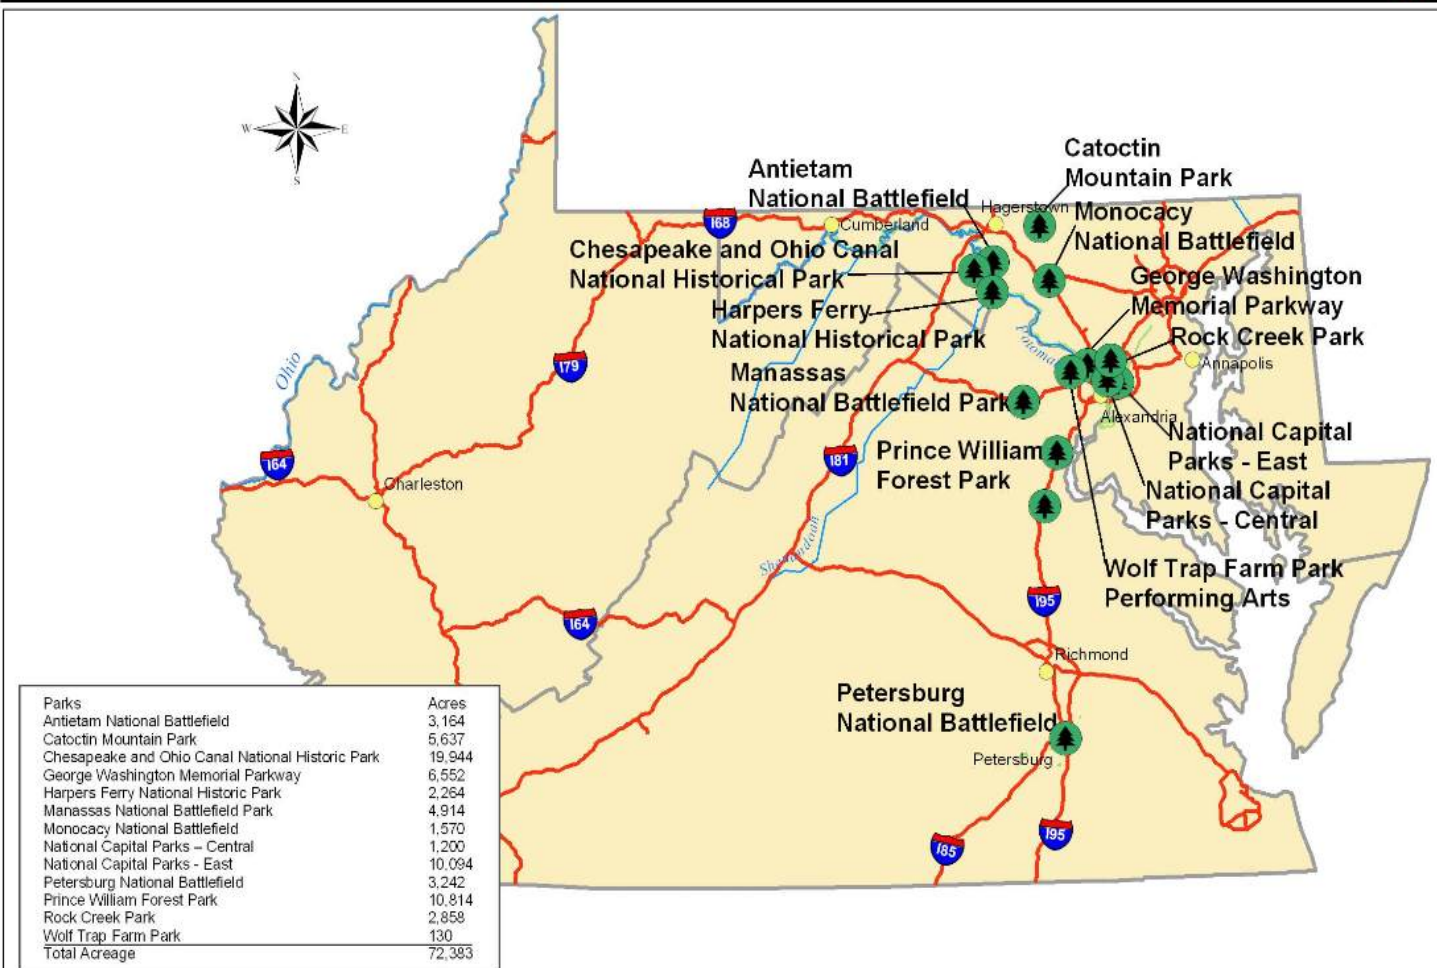 N
W
E
S
Catoctin
Mountain Park
Antietam
National Battlefield
Hagerstown
Monocacy
National Battlefield
168
Cumberland
Chesapeake and Ohio Canal
National Historical Park
George Washington
Memorial Parkway
Harpers Ferry
National Historical Park
Potoma
Rock Creek Park
Annapolis
Ohio
179
Manassas
National Battlefield Park
Alexandria
National Capital
Parks - East
Prince William
Forest Park
181
164
Charleston
National Capital
Parks - Central
Shenandoah
Wolf Trap Farm Park
Performing Arts
195
164
Richmond
Petersburg
National Battlefield
Petersburg
195
185
Parks Acres
Antietam National Battlefield 3,164
Catoctin Mountain Park 5,637
Chesapeake and Ohio Canal National Historic Park 19,944
George Washington Memorial Parkway 6,552
Harpers Ferry National Historic Park 2,264
Manassas National Battlefield Park 4,914
Monocacy National Battlefield 1,570
National Capital Parks – Central 1,200
National Capital Parks - East 10,094
Petersburg National Battlefield 3,242
Prince William Forest Park 10,814
Rock Creek Park 2,858
Wolf Trap Farm Park 130
Total Acreage 72,383